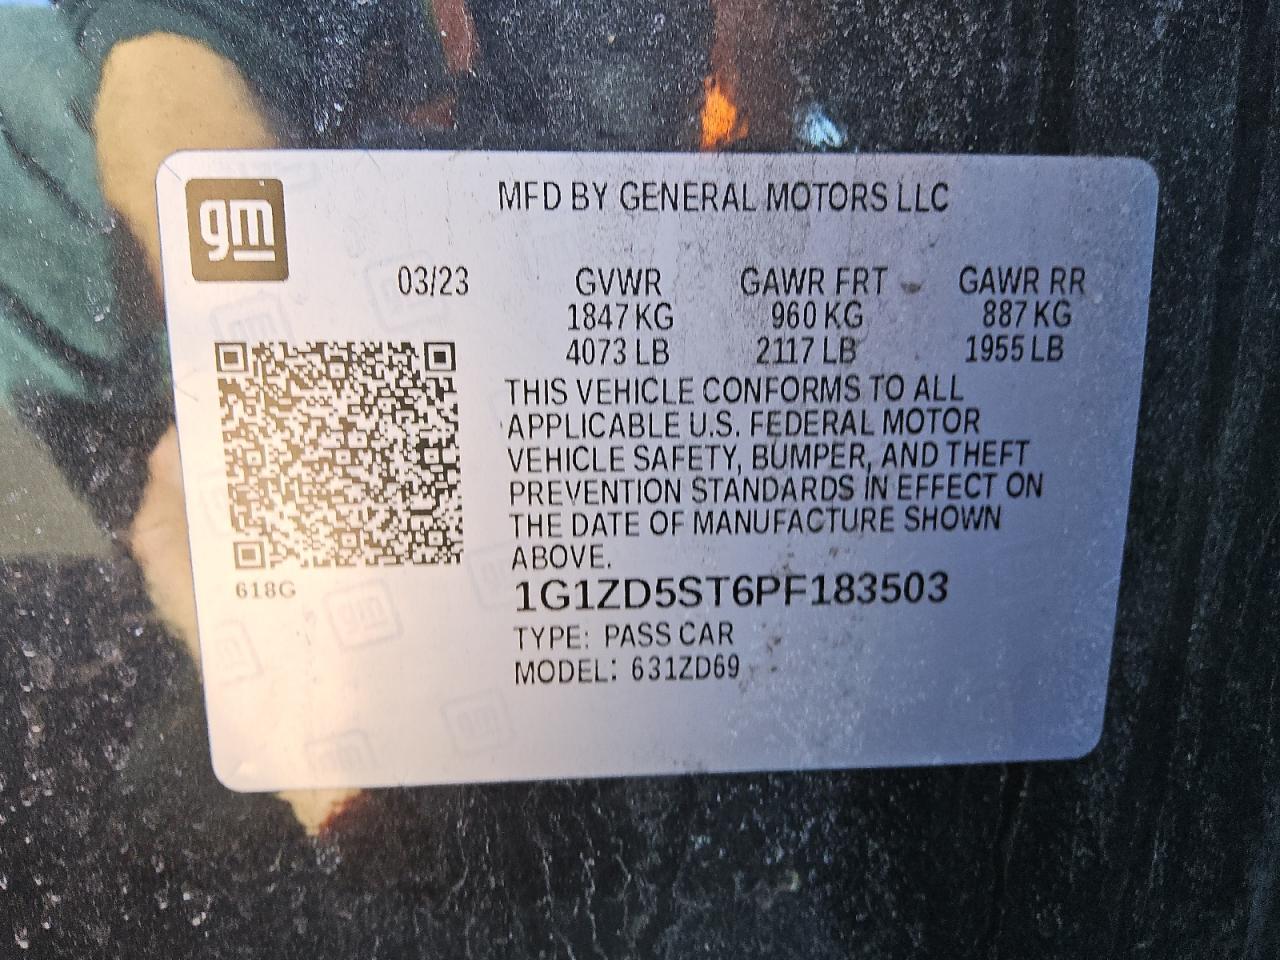 gm
MFD BY GENERAL MOTORS LLC
03/23 GVWR GAWR FRT GAWR RR
1847 KG 960 KG 887 KG
4073 LB 2117 LB 1955 LB
THIS VEHICLE CONFORMS TO ALL
APPLICABLE U.S. FEDERAL MOTOR
VEHICLE SAFETY, BUMPER, AND THEFT
PREVENTION STANDARDS IN EFFECT ON
THE DATE OF MANUFACTURE SHOWN
ABOVE.
618G
1G1ZD5ST6PF183503
TYPE: PASS CAR
MODEL: 631ZD69